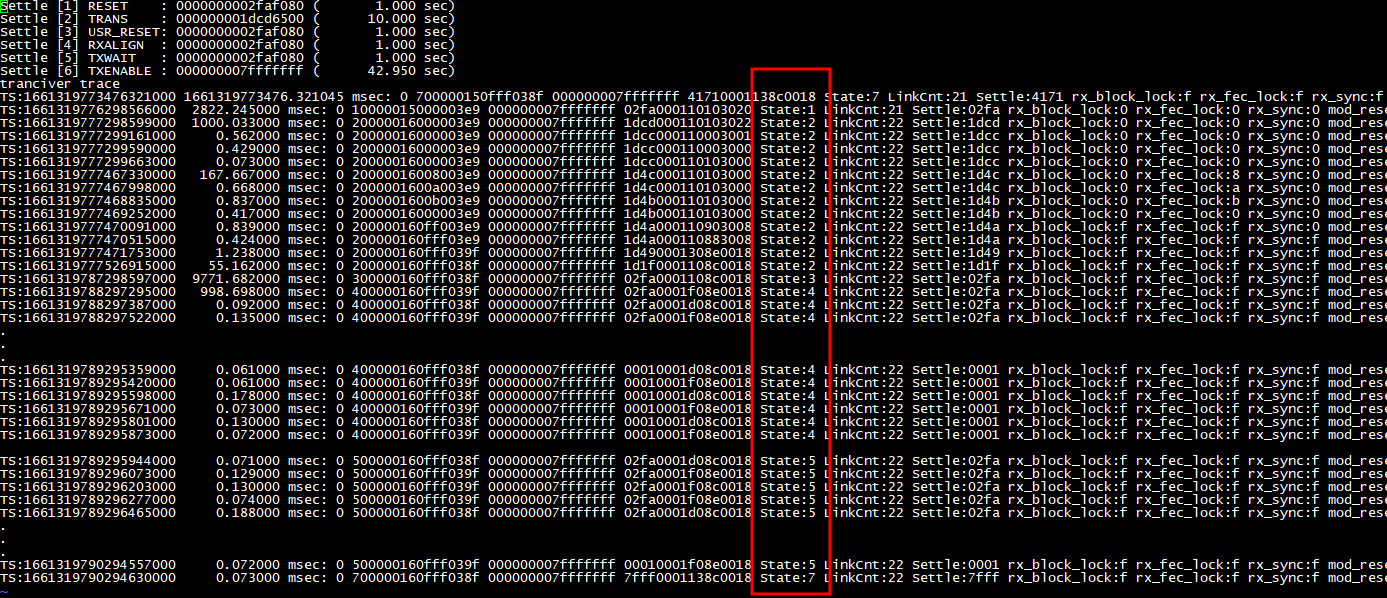 Settle [1] RESET    : 0000000002faf080 (       1.000 sec)
Settle [2] TRANS    : 000000001dcd6500 (      10.000 sec)
Settle [3] USR_RESET: 0000000002faf080 (       1.000 sec)
Settle [4] RXALIGN  : 0000000002faf080 (       1.000 sec)
Settle [5] TXWAIT   : 0000000002faf080 (       1.000 sec)
Settle [6] TXENABLE : 000000007fffffff (      42.950 sec)
tranciver trace
TS:1661319773476321000 1661319773476.321045 msec: 0 700000150fff038f 000000007fffffff 41710001138c0018 State:7 LinkCnt:21 Settle:4171 rx_block_lock:f rx_fec_lock:f rx_sync:f
TS:1661319776298566000  2822.245000 msec: 0 10000015000003e9 000000007fffffff 02fa000110103020 State:1 LinkCnt:21 Settle:02fa rx_block_lock:0 rx_fec_lock:0 rx_sync:0 mod_rese
TS:1661319777298599000  1000.033000 msec: 0 20000016000003e9 000000007fffffff 1dcd000110103022 State:2 LinkCnt:22 Settle:1dcd rx_block_lock:0 rx_fec_lock:0 rx_sync:0 mod_rese
TS:1661319777299161000     0.562000 msec: 0 20000016000003e9 000000007fffffff 1dcc000110003001 State:2 LinkCnt:22 Settle:1dcc rx_block_lock:0 rx_fec_lock:0 rx_sync:0 mod_rese
TS:1661319777299590000     0.429000 msec: 0 20000016000003e9 000000007fffffff 1dcc000110003000 State:2 LinkCnt:22 Settle:1dcc rx_block_lock:0 rx_fec_lock:0 rx_sync:0 mod_rese
TS:1661319777299663000     0.073000 msec: 0 20000016000003e9 000000007fffffff 1dcc000110103000 State:2 LinkCnt:22 Settle:1dcc rx_block_lock:0 rx_fec_lock:0 rx_sync:0 mod_rese
TS:1661319777467330000   167.667000 msec: 0 20000016008003e9 000000007fffffff 1d4c000110103000 State:2 LinkCnt:22 Settle:1d4c rx_block_lock:0 rx_fec_lock:8 rx_sync:0 mod_rese
TS:1661319777467998000     0.668000 msec: 0 2000001600a003e9 000000007fffffff 1d4c000110103000 State:2 LinkCnt:22 Settle:1d4c rx_block_lock:0 rx_fec_lock:a rx_sync:0 mod_rese
TS:1661319777468835000     0.837000 msec: 0 2000001600b003e9 000000007fffffff 1d4b000110103000 State:2 LinkCnt:22 Settle:1d4b rx_block_lock:0 rx_fec_lock:b rx_sync:0 mod_rese
TS:1661319777469252000     0.417000 msec: 0 20000016000003e9 000000007fffffff 1d4b000110103000 State:2 LinkCnt:22 Settle:1d4b rx_block_lock:0 rx_fec_lock:0 rx_sync:0 mod_rese
TS:1661319777470091000     0.839000 msec: 0 200000160ff003e9 000000007fffffff 1d4a000110903008 State:2 LinkCnt:22 Settle:1d4a rx_block_lock:f rx_fec_lock:f rx_sync:0 mod_rese
TS:1661319777470515000     0.424000 msec: 0 200000160fff03e9 000000007fffffff 1d4a000110883008 State:2 LinkCnt:22 Settle:1d4a rx_block_lock:f rx_fec_lock:f rx_sync:f mod_rese
TS:1661319777471753000     1.238000 msec: 0 200000160fff039f 000000007fffffff 1d490001308e0018 State:2 LinkCnt:22 Settle:1d49 rx_block_lock:f rx_fec_lock:f rx_sync:f mod_rese
TS:1661319777526915000    55.162000 msec: 0 200000160fff038f 000000007fffffff 1d1f0001108c0018 State:2 LinkCnt:22 Settle:1d1f rx_block_lock:f rx_fec_lock:f rx_sync:f mod_rese
TS:1661319787298597000  9771.682000 msec: 0 300000160fff038f 000000007fffffff 02fa0001108c0018 State:3 LinkCnt:22 Settle:02fa rx_block_lock:f rx_fec_lock:f rx_sync:f mod_rese
TS:1661319788297295000   998.698000 msec: 0 400000160fff039f 000000007fffffff 02fa0001f08e0018 State:4 LinkCnt:22 Settle:02fa rx_block_lock:f rx_fec_lock:f rx_sync:f mod_rese
TS:1661319788297387000     0.092000 msec: 0 400000160fff038f 000000007fffffff 02fa0001d08c0018 State:4 LinkCnt:22 Settle:02fa rx_block_lock:f rx_fec_lock:f rx_sync:f mod_rese
TS:1661319788297522000     0.135000 msec: 0 400000160fff039f 000000007fffffff 02fa0001f08e0018 State:4 LinkCnt:22 Settle:02fa rx_block_lock:f rx_fec_lock:f rx_sync:f mod_rese
.
.
.
TS:1661319789295359000     0.061000 msec: 0 400000160fff038f 000000007fffffff 00010001d08c0018 State:4 LinkCnt:22 Settle:0001 rx_block_lock:f rx_fec_lock:f rx_sync:f mod_rese
TS:1661319789295420000     0.061000 msec: 0 400000160fff039f 000000007fffffff 00010001f08e0018 State:4 LinkCnt:22 Settle:0001 rx_block_lock:f rx_fec_lock:f rx_sync:f mod_rese
TS:1661319789295598000     0.178000 msec: 0 400000160fff038f 000000007fffffff 00010001d08c0018 State:4 LinkCnt:22 Settle:0001 rx_block_lock:f rx_fec_lock:f rx_sync:f mod_rese
TS:1661319789295671000     0.073000 msec: 0 400000160fff039f 000000007fffffff 00010001f08e0018 State:4 LinkCnt:22 Settle:0001 rx_block_lock:f rx_fec_lock:f rx_sync:f mod_rese
TS:1661319789295801000     0.130000 msec: 0 400000160fff038f 000000007fffffff 00010001d08c0018 State:4 LinkCnt:22 Settle:0001 rx_block_lock:f rx_fec_lock:f rx_sync:f mod_rese
TS:1661319789295873000     0.072000 msec: 0 400000160fff039f 000000007fffffff 00010001f08e0018 State:4 LinkCnt:22 Settle:0001 rx_block_lock:f rx_fec_lock:f rx_sync:f mod_rese
TS:1661319789295944000     0.071000 msec: 0 500000160fff038f 000000007fffffff 02fa0001d08c0018 State:5 LinkCnt:22 Settle:02fa rx_block_lock:f rx_fec_lock:f rx_sync:f mod_rese
TS:1661319789296073000     0.129000 msec: 0 500000160fff039f 000000007fffffff 02fa0001f08e0018 State:5 LinkCnt:22 Settle:02fa rx_block_lock:f rx_fec_lock:f rx_sync:f mod_rese
TS:1661319789296203000     0.130000 msec: 0 500000160fff038f 000000007fffffff 02fa0001d08c0018 State:5 LinkCnt:22 Settle:02fa rx_block_lock:f rx_fec_lock:f rx_sync:f mod_rese
TS:1661319789296277000     0.074000 msec: 0 500000160fff039f 000000007fffffff 02fa0001f08e0018 State:5 LinkCnt:22 Settle:02fa rx_block_lock:f rx_fec_lock:f rx_sync:f mod_rese
TS:1661319789296465000     0.188000 msec: 0 500000160fff038f 000000007fffffff 02fa0001d08c0018 State:5 LinkCnt:22 Settle:02fa rx_block_lock:f rx_fec_lock:f rx_sync:f mod_rese
.
.
.
TS:1661319790294557000     0.072000 msec: 0 500000160fff039f 000000007fffffff 00010001f08e0018 State:5 LinkCnt:22 Settle:0001 rx_block_lock:f rx_fec_lock:f rx_sync:f mod_rese
TS:1661319790294630000     0.073000 msec: 0 700000160fff038f 000000007fffffff 7fff0001138c0018 State:7 LinkCnt:22 Settle:7fff rx_block_lock:f rx_fec_lock:f rx_sync:f mod_rese
~